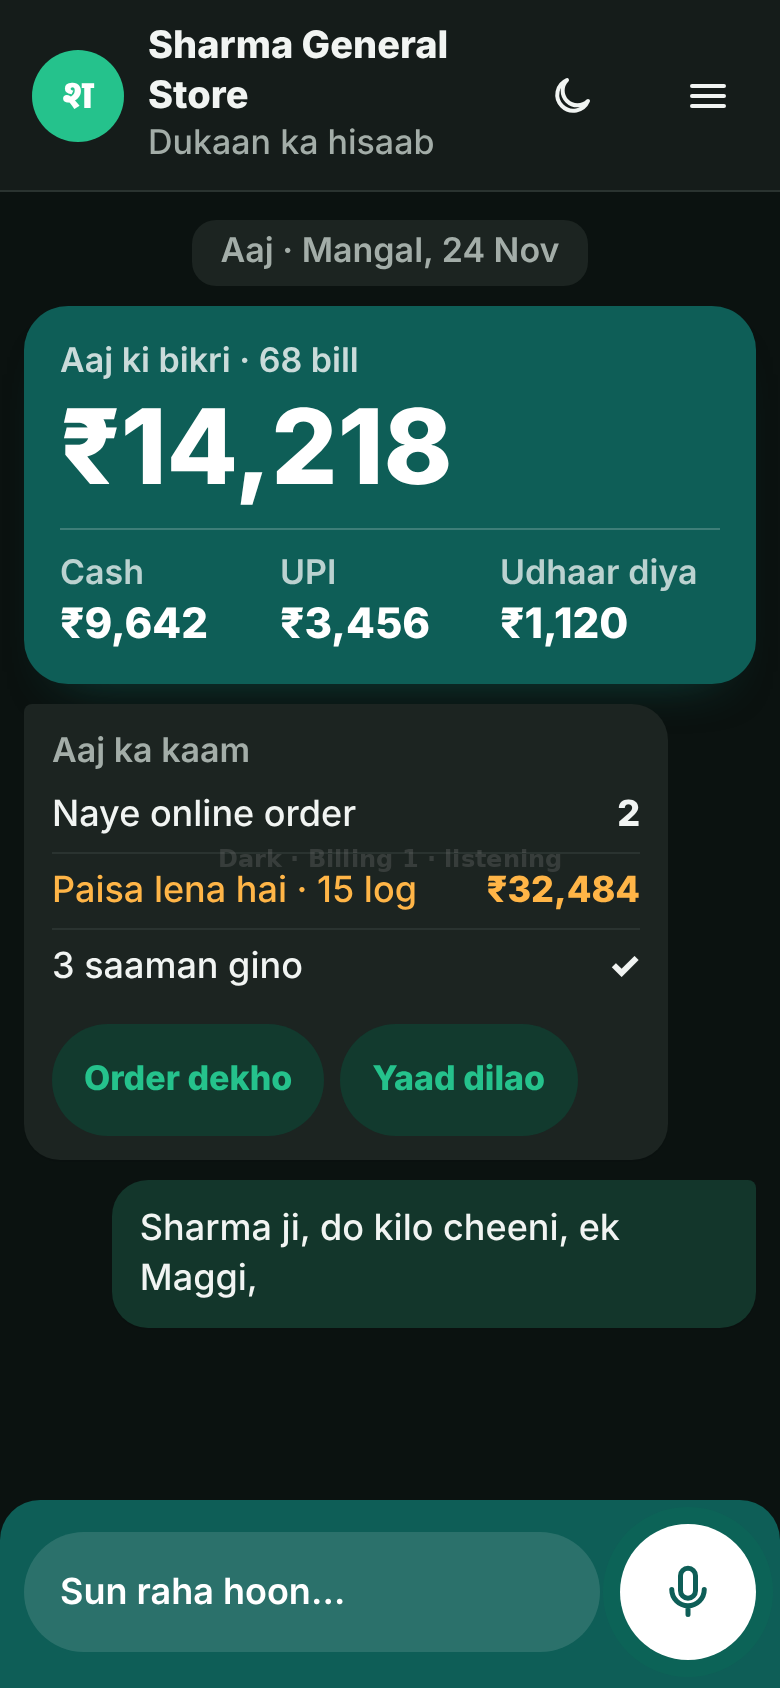 श
Sharma General
Store
Dukaan ka hisaab
Aaj · Mangal, 24 Nov
Aaj ki bikri · 68 bill
₹14,218
Cash UPI Udhaar diya
₹9,642 ₹3,456 ₹1,120
Aaj ka kaam
Naye online order 2
Dark · Billing 1 · listening
Paisa lena hai · 15 log ₹32,484
3 saaman gino
Order dekho Yaad dilao
Sharma ji, do kilo cheeni, ek
Maggi,
Sun raha hoon...